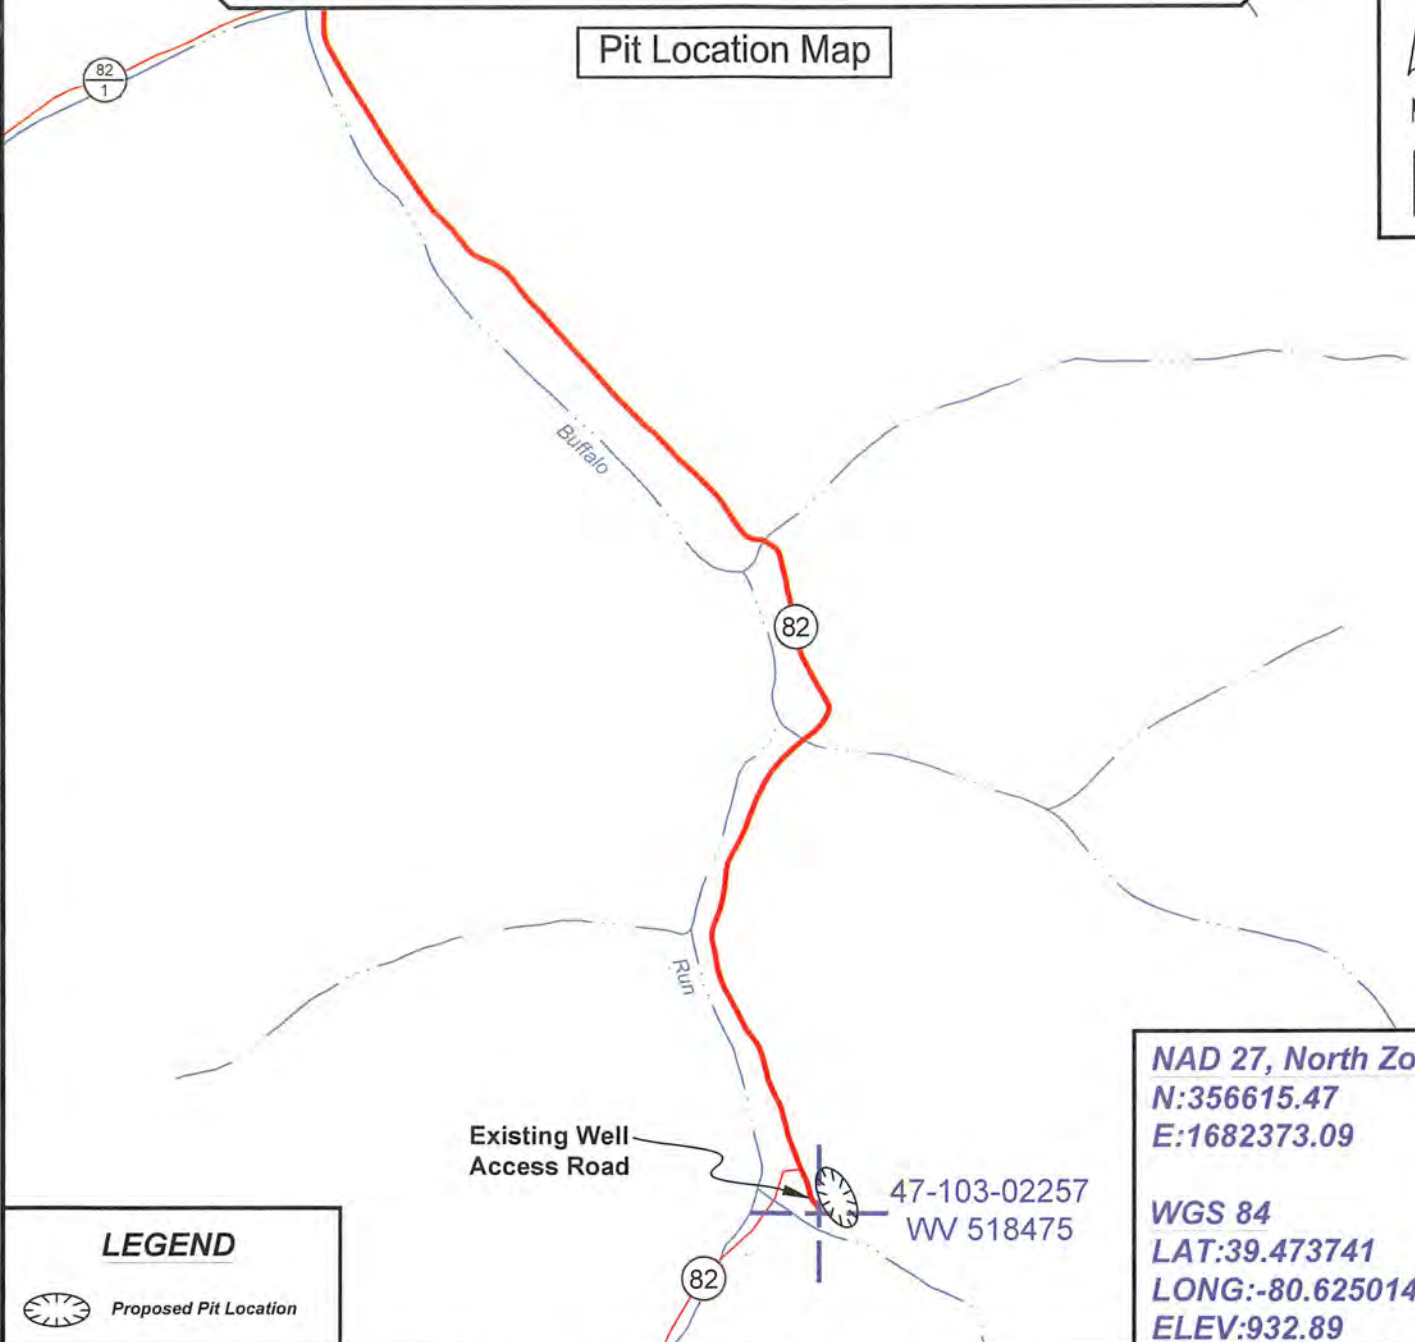 Pit Location Map
82
1
Buffalo
82
Run
NAD 27, North Zo
N:356615.47
E:1682373.09
Existing Well
Access Road
47-103-02257
WV 518475
WGS 84
LAT:39.473741
LONG:-80.625014
ELEV:932.89
82
LEGEND
Proposed Pit Location